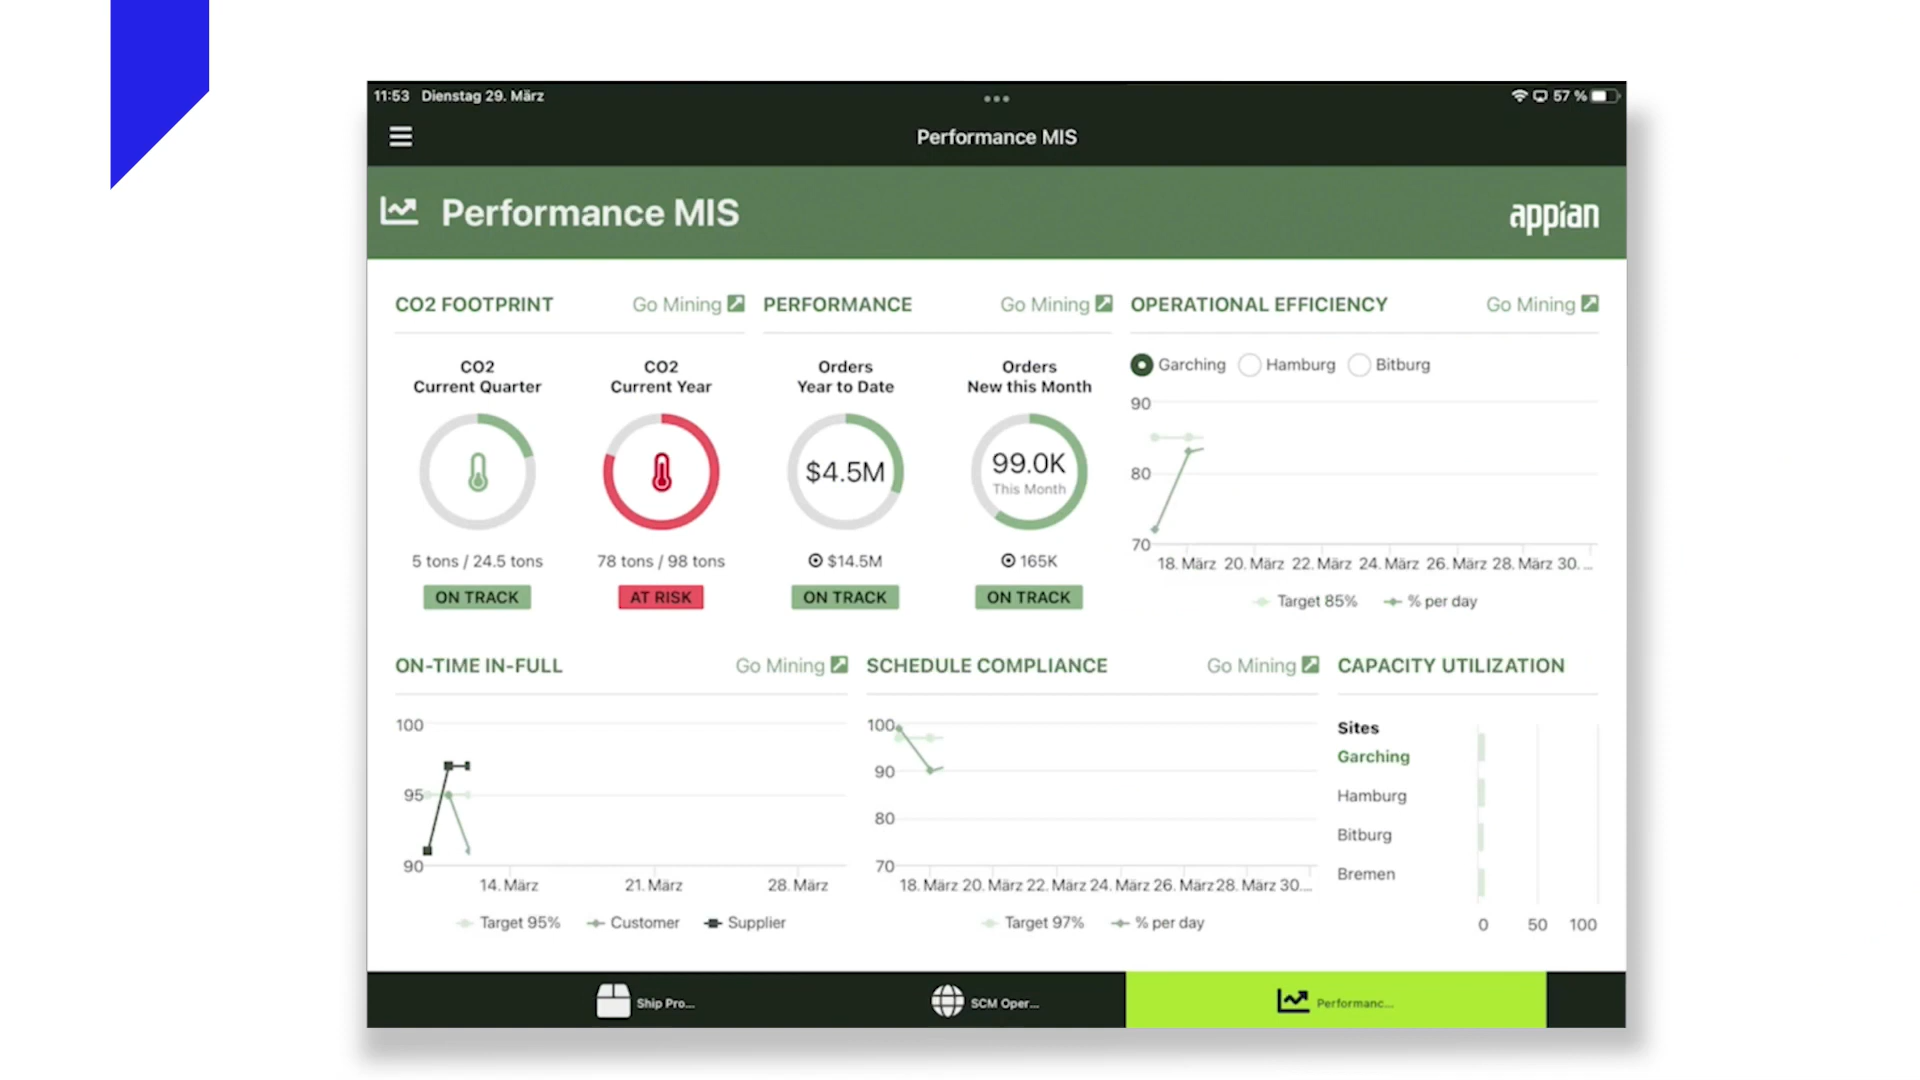 11:53 Dienstag 29. März
57 %
Performance MIS
Performance MIS
appian
CO2 FOOTPRINT
Go Mining
PERFORMANCE
Go Mining
OPERATIONAL EFFICIENCY
Go Mining
CO2
Current Quarter
CO2
Current Year
Orders
Year to Date
Orders
New this Month
Garching
Hamburg
Bitburg
$4.5M
99.0K
This Month
5 tons / 24.5 tons
78 tons / 98 tons
$14.5M
165K
ON TRACK
AT RISK
ON TRACK
ON TRACK
90
80
70
18. März 20. März 22. März 24. März 26. März 28. März 30. ...
Target 85%
% per day
ON-TIME IN-FULL
Go Mining
SCHEDULE COMPLIANCE
Go Mining
CAPACITY UTILIZATION
100
95
90
14. März
21. März
28. März
Target 95%
Customer
Supplier
100
90
80
70
18. März 20. März 22. März 24. März 26. März 28. März 30. ...
Target 97%
% per day
Sites
Garching
Hamburg
Bitburg
Bremen
0
50
100
Ship Pro...
SCM Oper...
Performanc...